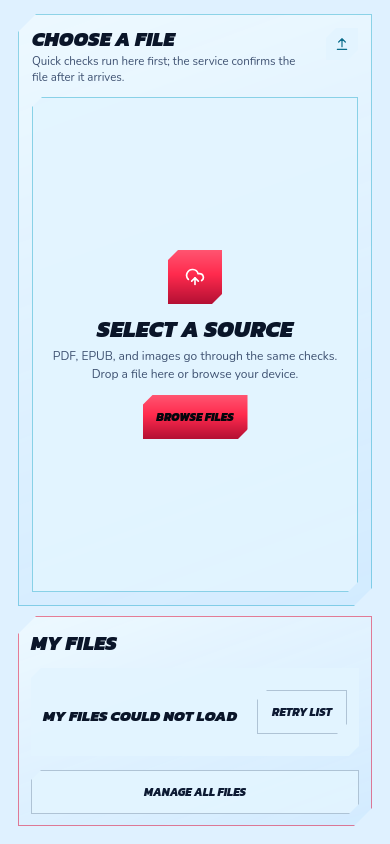 CHOOSE A FILE
Quick checks run here first; the service confirms the
file after it arrives.
SELECT A SOURCE
PDF, EPUB, and images go through the same checks.
Drop a file here or browse your device.
BROWSE FILES
MY FILES
MY FILES COULD NOT LOAD
RETRY LIST
MANAGE ALL FILES